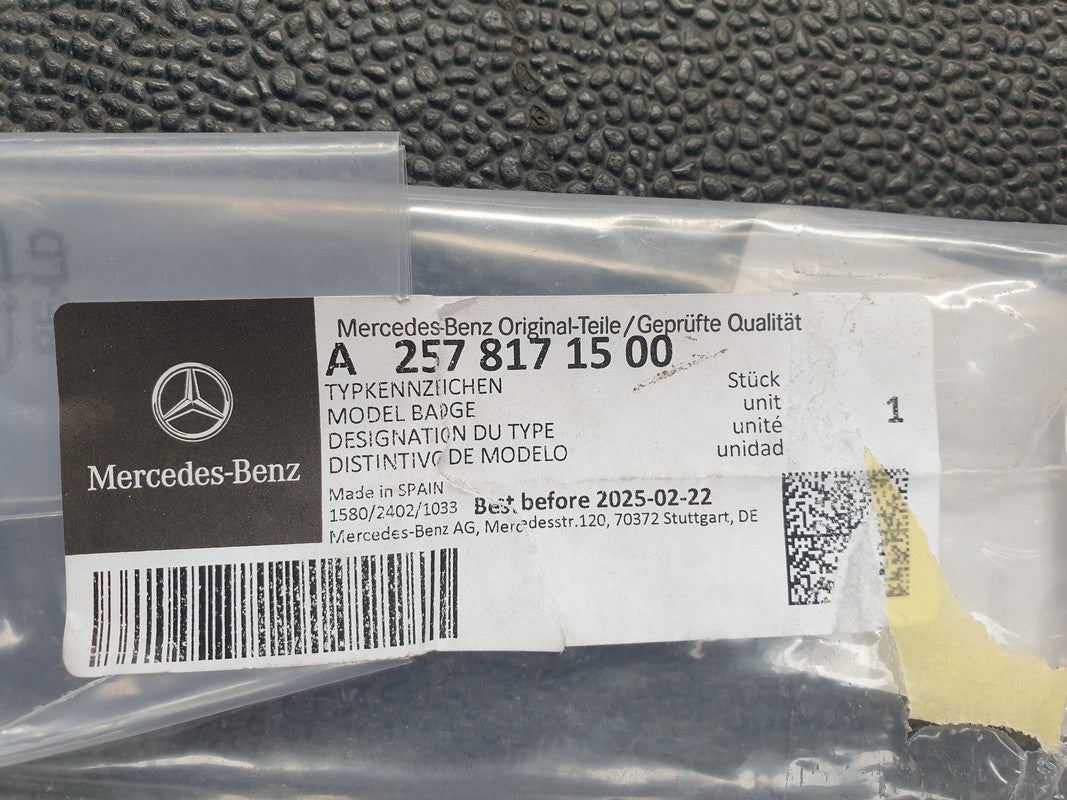 Mercedes-Benz Original-Teile/Geprüfte Qualität
A 257 817 15 00
TYPKENNZEICHEN
MODEL BADGE
DESIGNATION DU TYPE
DISTINTIVO DE MODELO
Stück
unit
unité
unidad
1
Mercedes-Benz
Made in SPAIN
1580/2402/1033 Best before 2025-02-22
Mercedes-Benz AG, Mercedesstr.120, 70372 Stuttgart, DE